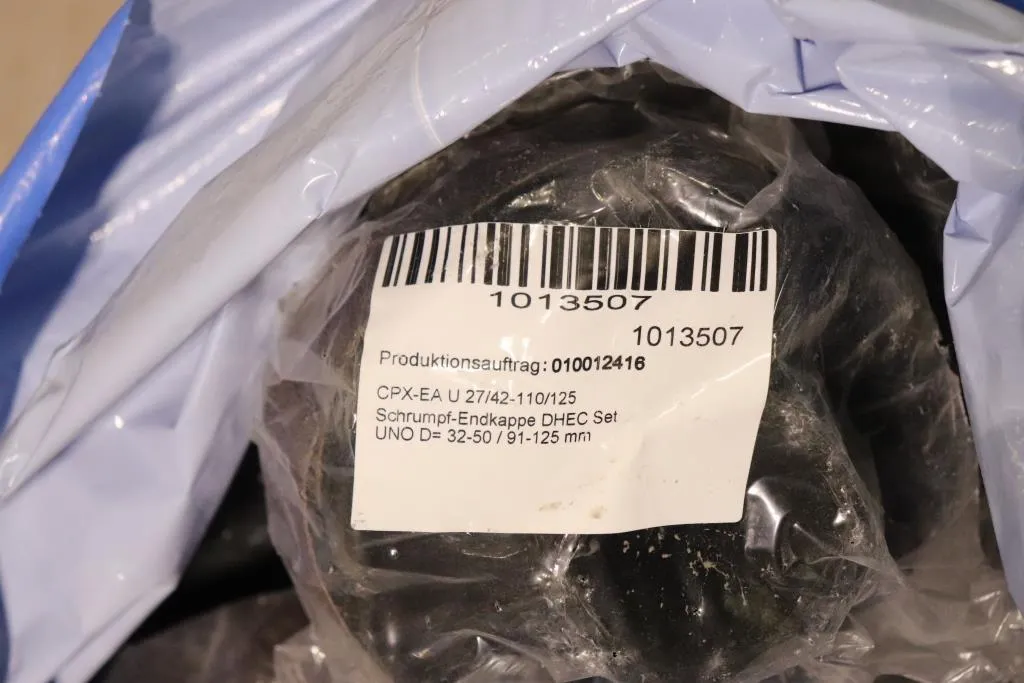 1013507
1013507
Produktionsauftrag: 010012416
CPX-EA U 27/42-110/125
Schrumpf-Endkappe DHEC Set
UNO D= 32-50 / 91-125 mm